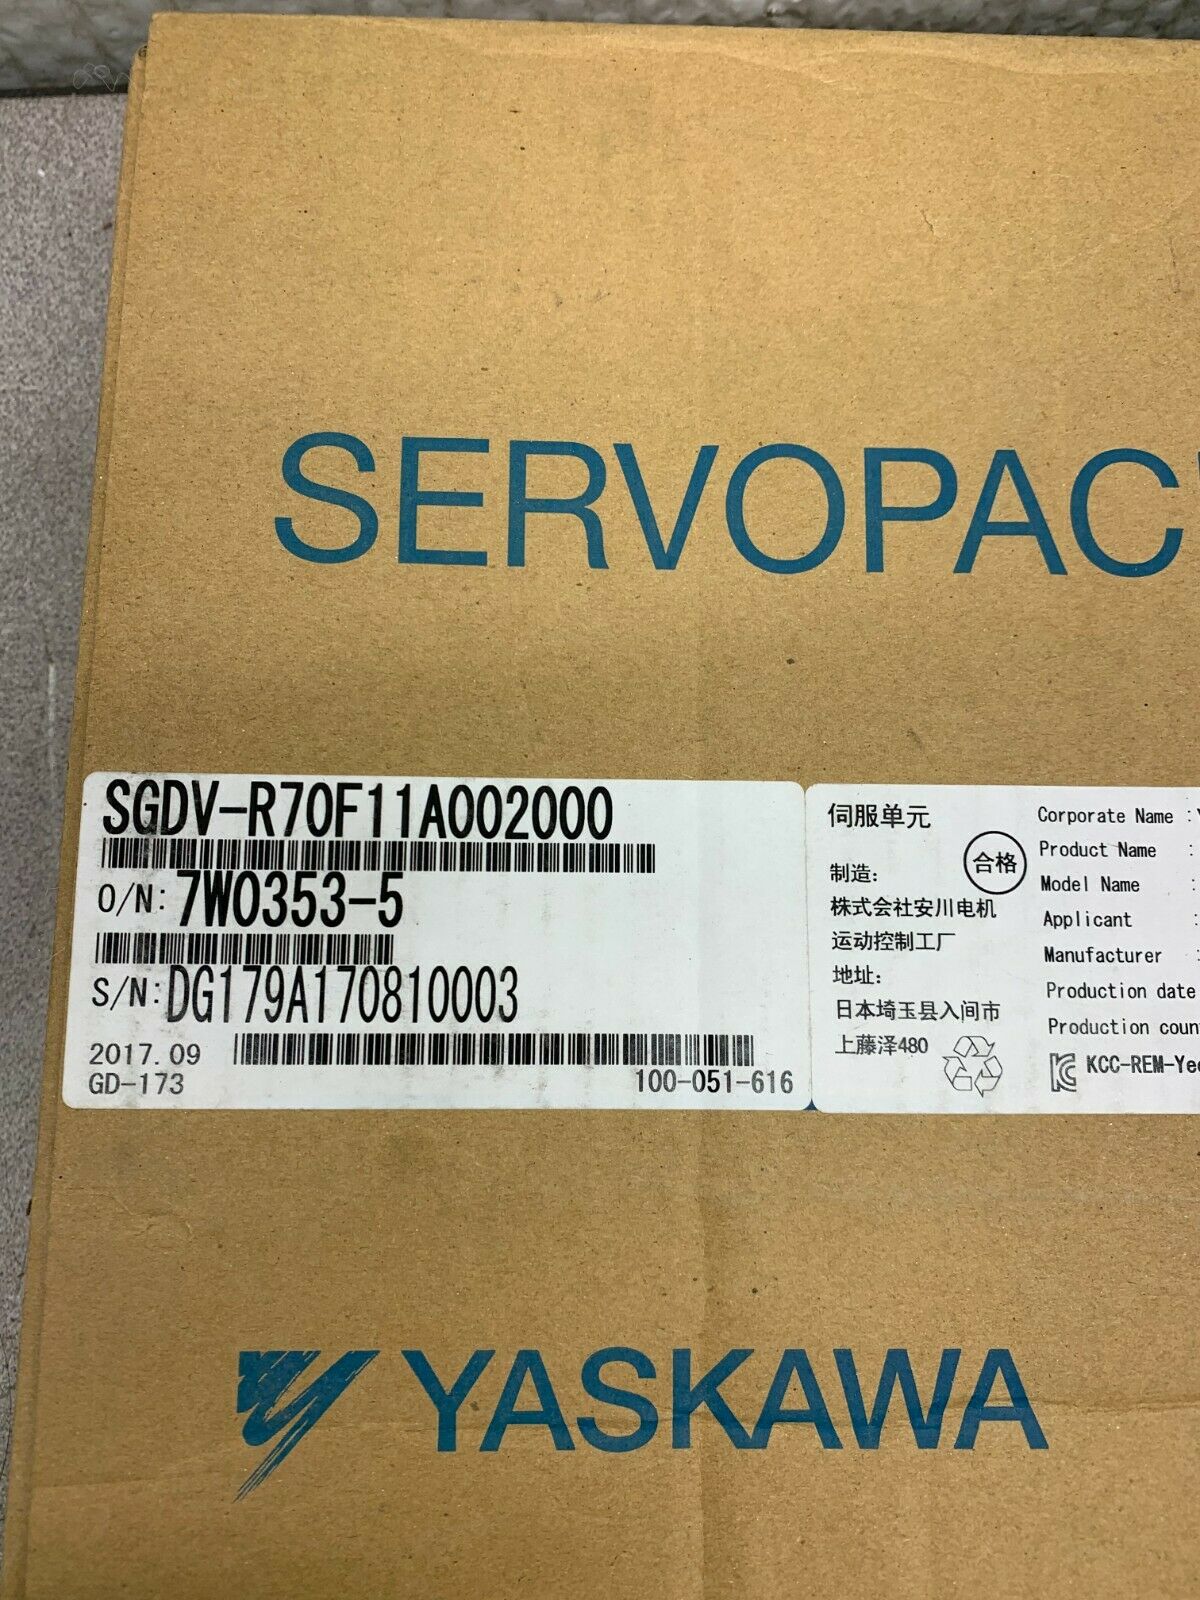 SERVOPAC
SGDV-R70F11A002000
O/N: 7W0353-5
S/N: DG179A170810003
2017.09
GD-173
100-051-616
伺服单元
合格
制造:
株式会社安川电机
运动控制工厂
地址:
日本埼玉县入间市
上藤泽480
Corporate Name :
Product Name :
Model Name :
Applicant :
Manufacturer :
Production date
Production coun
KCC-REM-Yec
YASKAWA